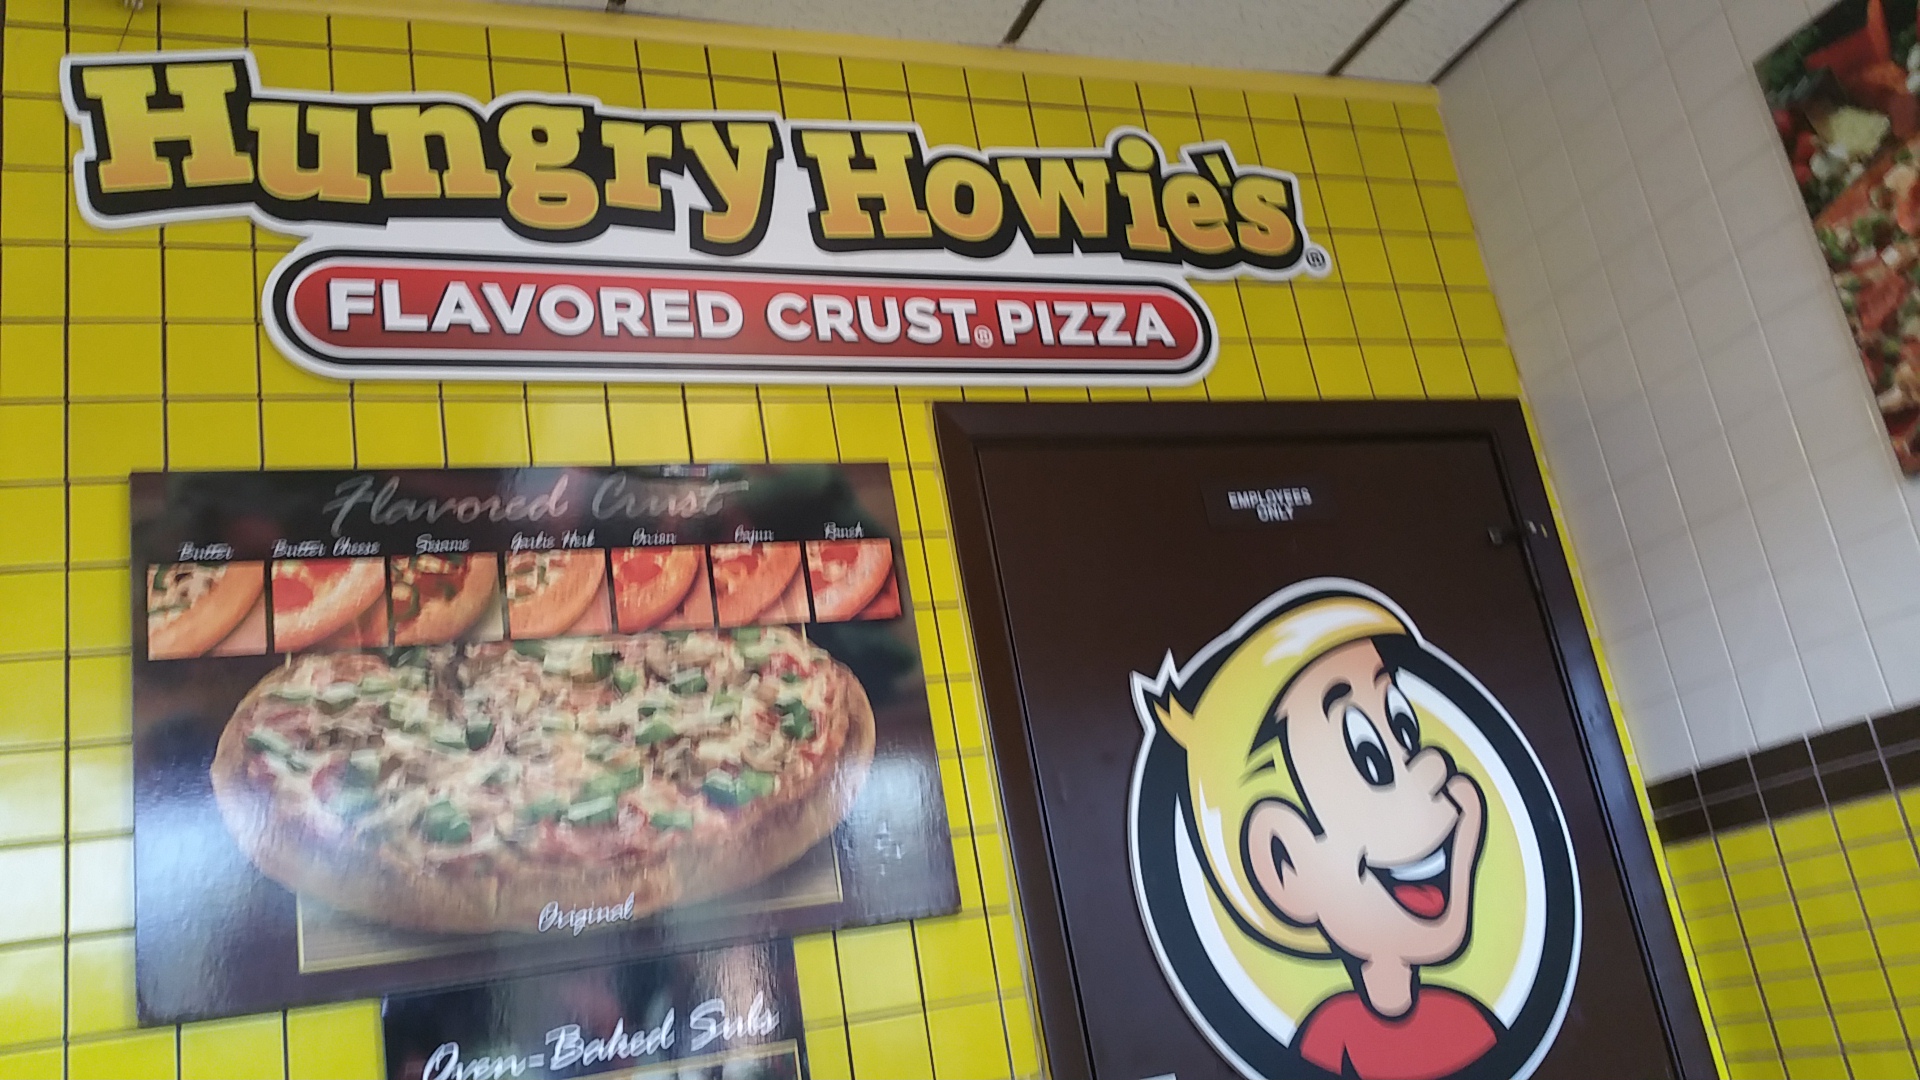 Hungry Howie's®
FLAVORED CRUST® PIZZA
Flavored Crust
Butter Butter Cheese Sesame Garlic Herb Onion Cajun Ranch
Original
Oven-Baked Subs
EMPLOYEES
ONLY